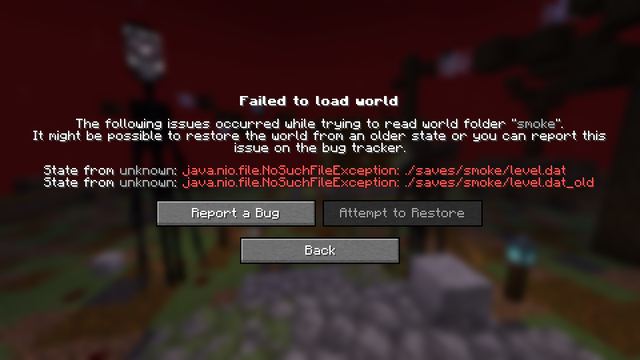 Failed to load world
The following issues occurred while trying to read world folder "smoke".
It might be possible to restore the world from an older state or you can report this
issue on the bug tracker.
State from unknown: java.nio.file.NoSuchFileException: ./saves/smoke/level.dat
State from unknown: java.nio.file.NoSuchFileException: ./saves/smoke/level.dat_old
Report a Bug
Attempt to Restore
Back